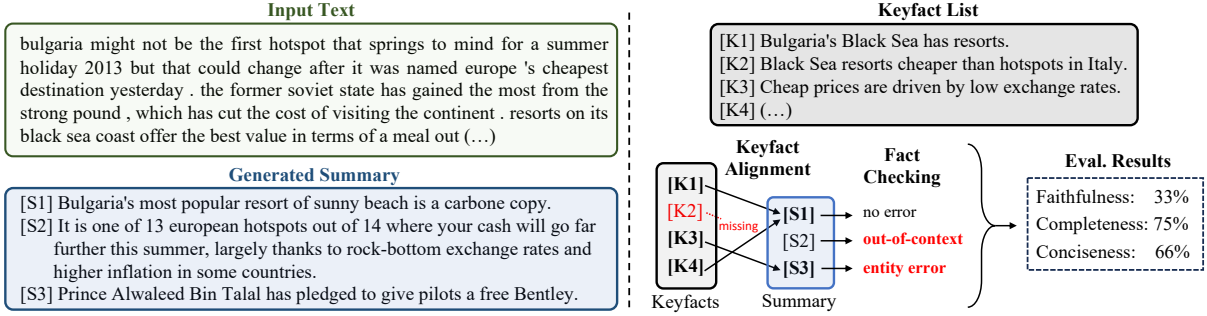 Input Text
bulgaria might not be the first hotspot that springs to mind for a summer
holiday 2013 but that could change after it was named europe 's cheapest
destination yesterday . the former soviet state has gained the most from the
strong pound , which has cut the cost of visiting the continent . resorts on its
black sea coast offer the best value in terms of a meal out (…)
Generated Summary
[S1] Bulgaria's most popular resort of sunny beach is a carbone copy.
[S2] It is one of 13 european hotspots out of 14 where your cash will go far
further this summer, largely thanks to rock-bottom exchange rates and
higher inflation in some countries.
[S3] Prince Alwaleed Bin Talal has pledged to give pilots a free Bentley.
Keyfact List
[K1] Bulgaria's Black Sea has resorts.
[K2] Black Sea resorts cheaper than hotspots in Italy.
[K3] Cheap prices are driven by low exchange rates.
[K4] (…)
Keyfact
Alignment
Fact
Checking
[K1]
[K2]
[K3]
[K4]
missing
[S1]
[S2]
[S3]
no error
out-of-context
entity error
Keyfacts
Summary
Eval. Results
Faithfulness: 33%
Completeness: 75%
Conciseness: 66%